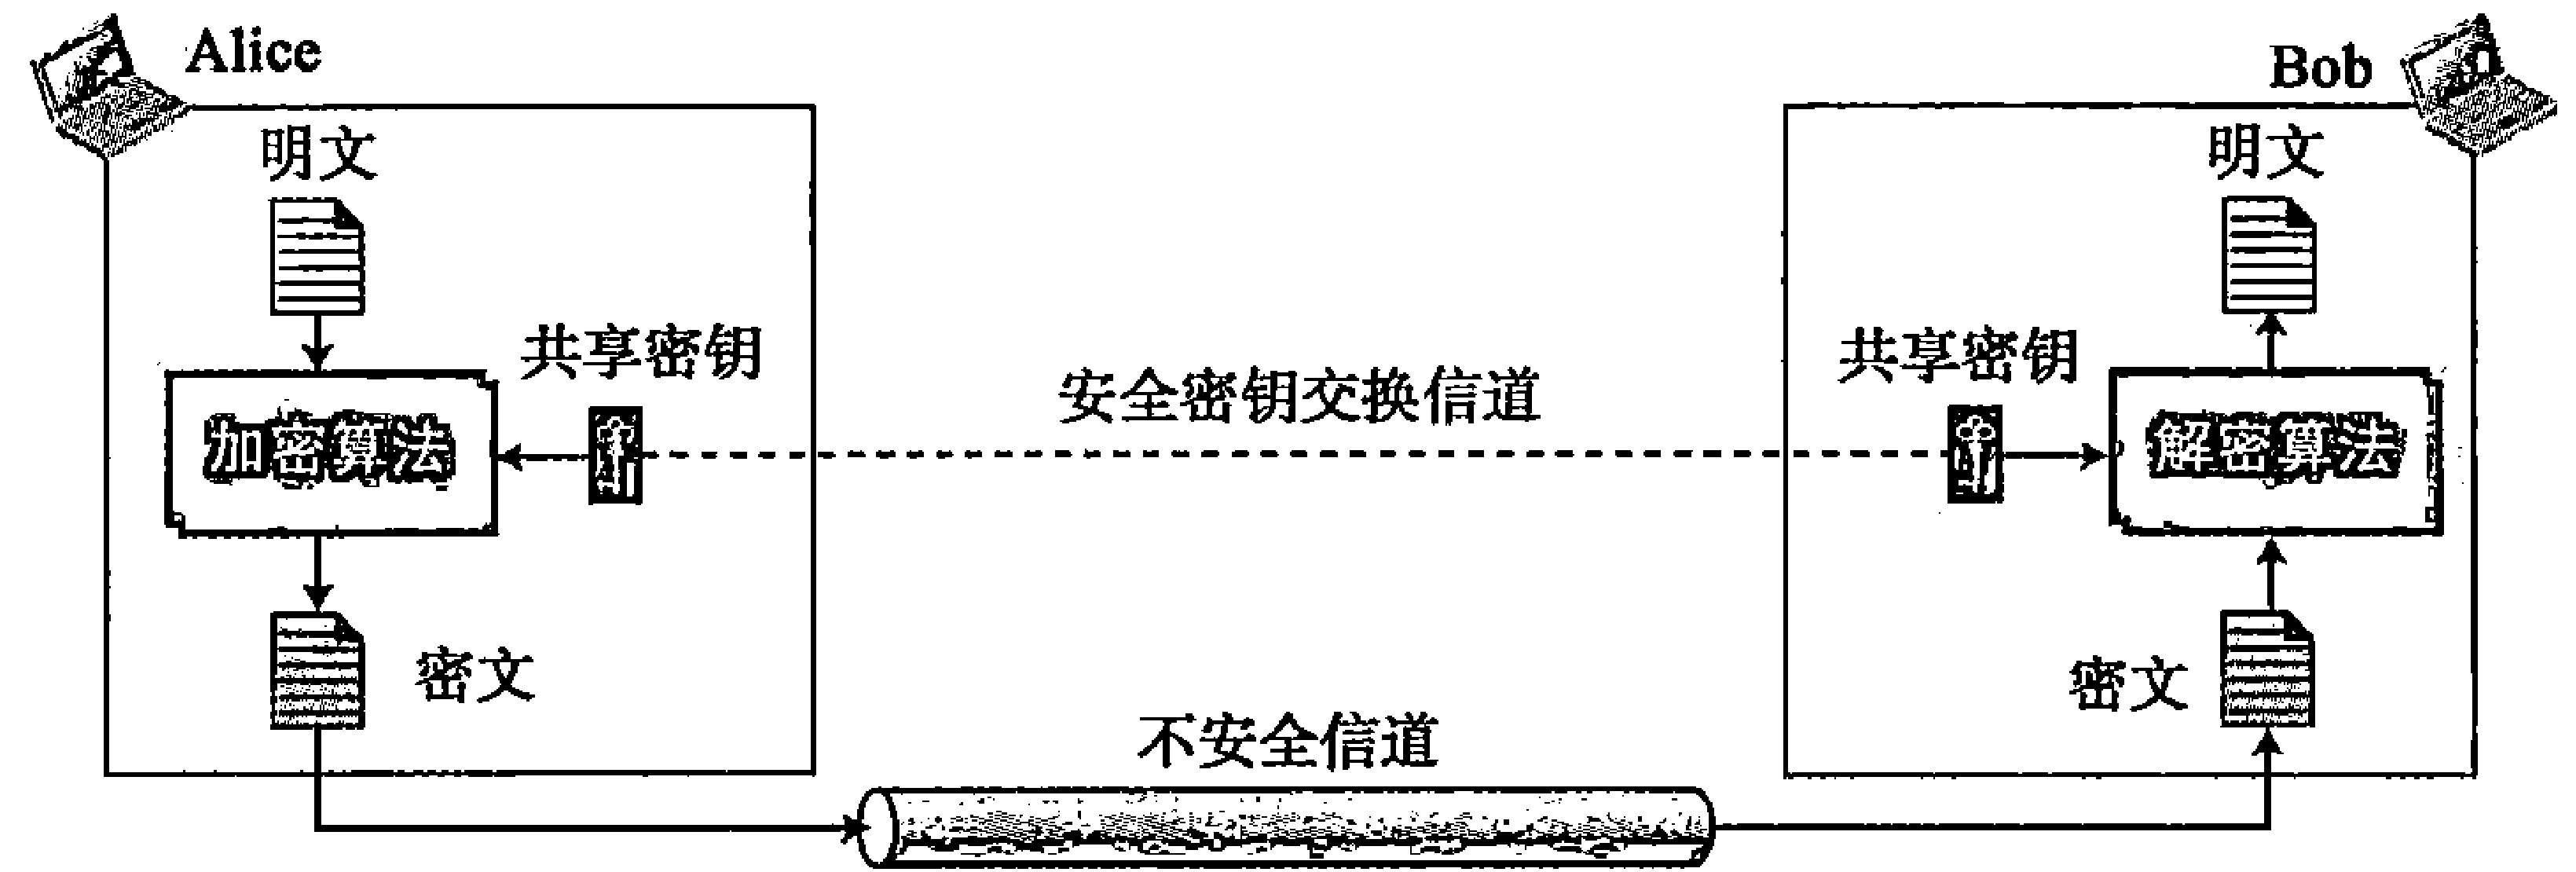 Alice
Bob
明文
明文
共享密钥
共享密钥
安全密钥交换信道
加密算法
解密算法
密文
密文
不安全信道